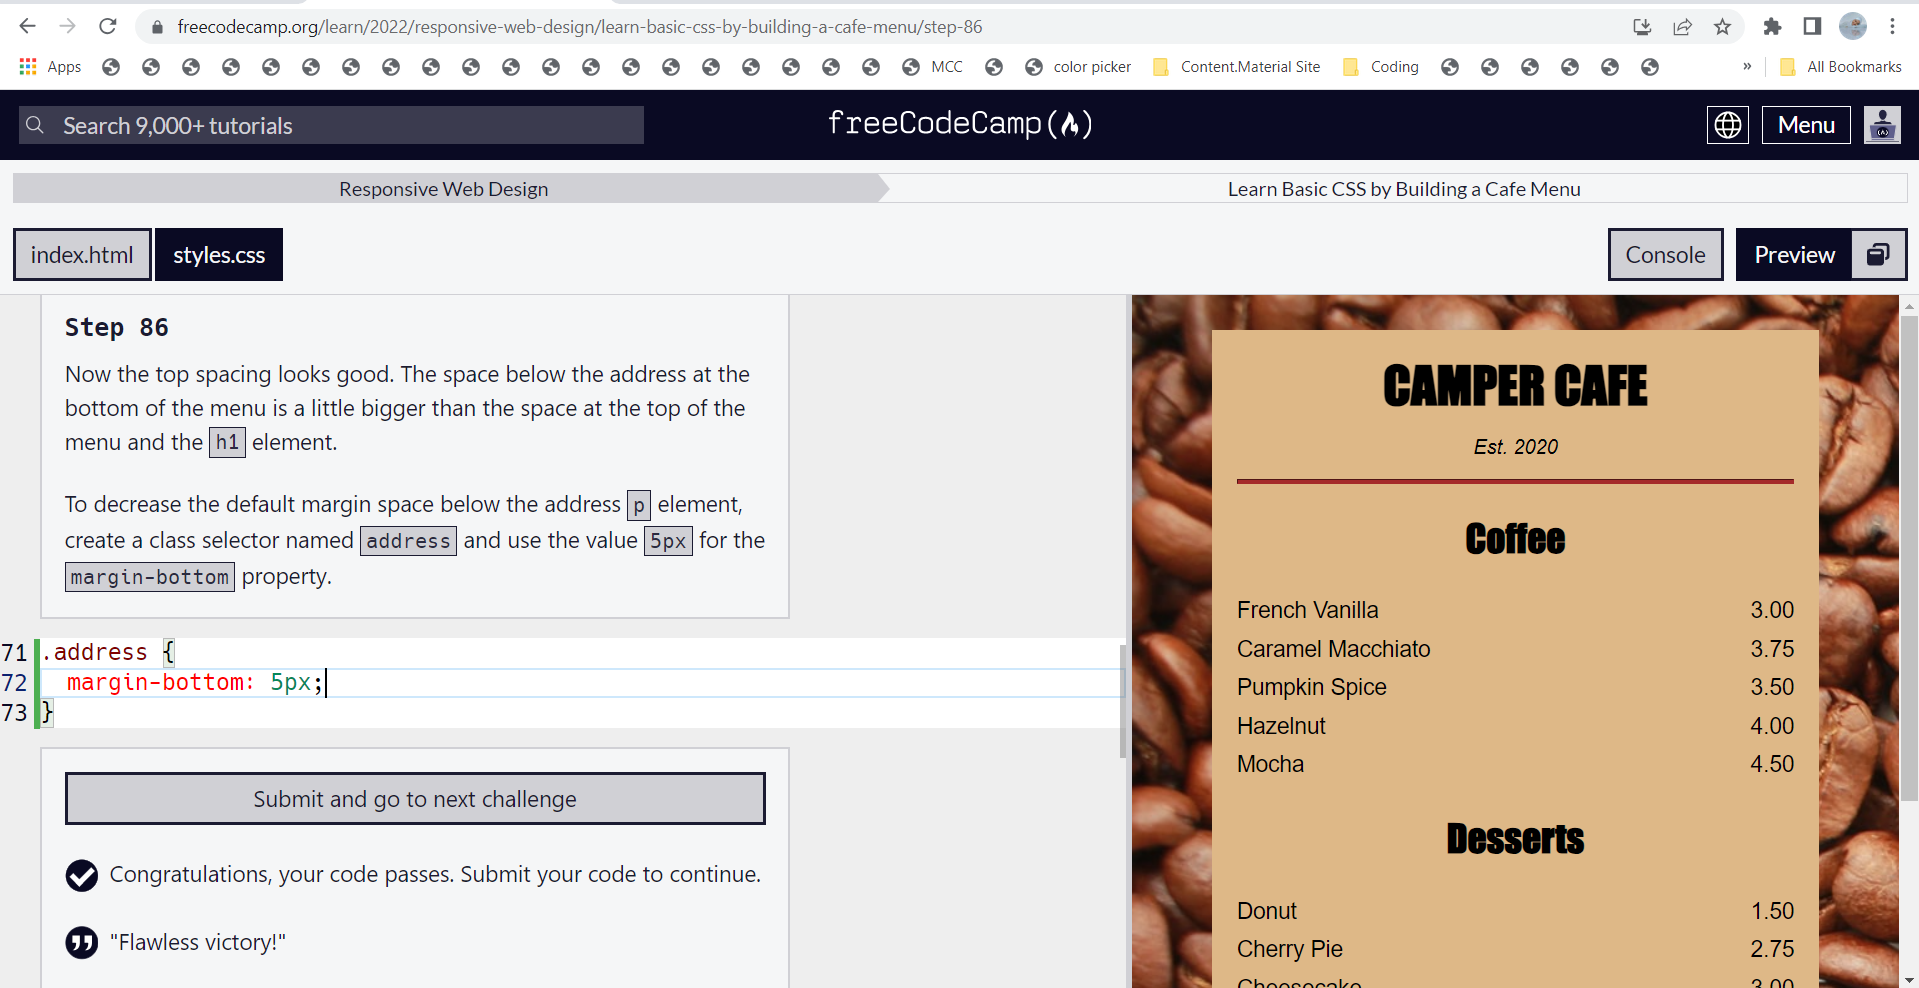 freecodecamp.org/learn/2022/responsive-web-design/learn-basic-css-by-building-a-cafe-menu/step-86
Apps MCC color picker Content.Material Site Coding » All Bookmarks
Search 9,000+ tutorials freeCodeCamp(🔥) Menu
Responsive Web Design Learn Basic CSS by Building a Cafe Menu
index.html styles.css Console Preview
Step 86
Now the top spacing looks good. The space below the address at the
bottom of the menu is a little bigger than the space at the top of the
menu and the h1 element.
To decrease the default margin space below the address p element,
create a class selector named address and use the value 5px for the
margin-bottom property.
71 .address {
72 margin-bottom: 5px;
73 }
Submit and go to next challenge
Congratulations, your code passes. Submit your code to continue.
"Flawless victory!"
CAMPER CAFE
Est. 2020
Coffee
French Vanilla 3.00
Caramel Macchiato 3.75
Pumpkin Spice 3.50
Hazelnut 4.00
Mocha 4.50
Desserts
Donut 1.50
Cherry Pie 2.75
Cheesecake 3.00